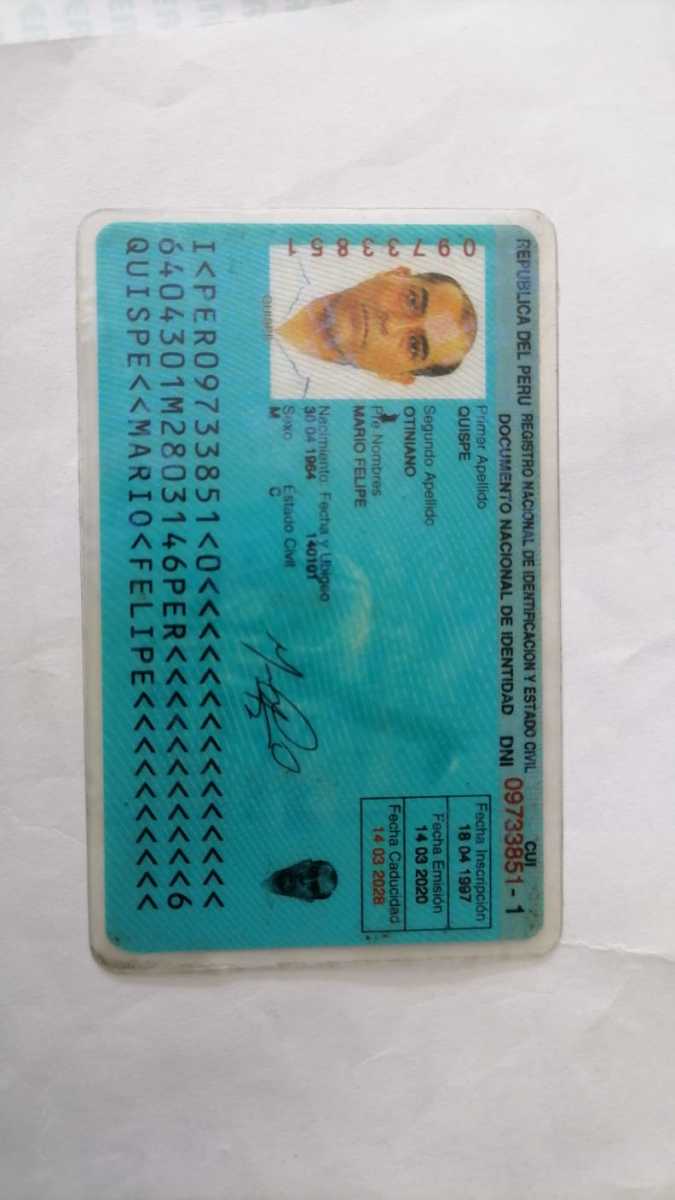 REPUBLICA DEL PERU REGISTRO NACIONAL DE IDENTIFICACION Y ESTADO CIVIL
DOCUMENTO NACIONAL DE IDENTIDAD DNI
CUI
09733851 - 1
09733851
Primer Apellido
QUISPE
Segundo Apellido
OTINIANO
Pre Nombres
MARIO FELIPE
Nacimiento: Fecha y Ubigeo
30 04 1964 140101
Sexo Estado Civil
M C
Fecha Inscripción
18 04 1997
Fecha Emisión
14 03 2020
Fecha Caducidad
14 03 2028
I<PER09733851<0<<<<<<<<<<<<<<<
6404301M2803146PER<<<<<<<<<<<6
QUISPE<<MARIO<FELIPE<<<<<<<<<<